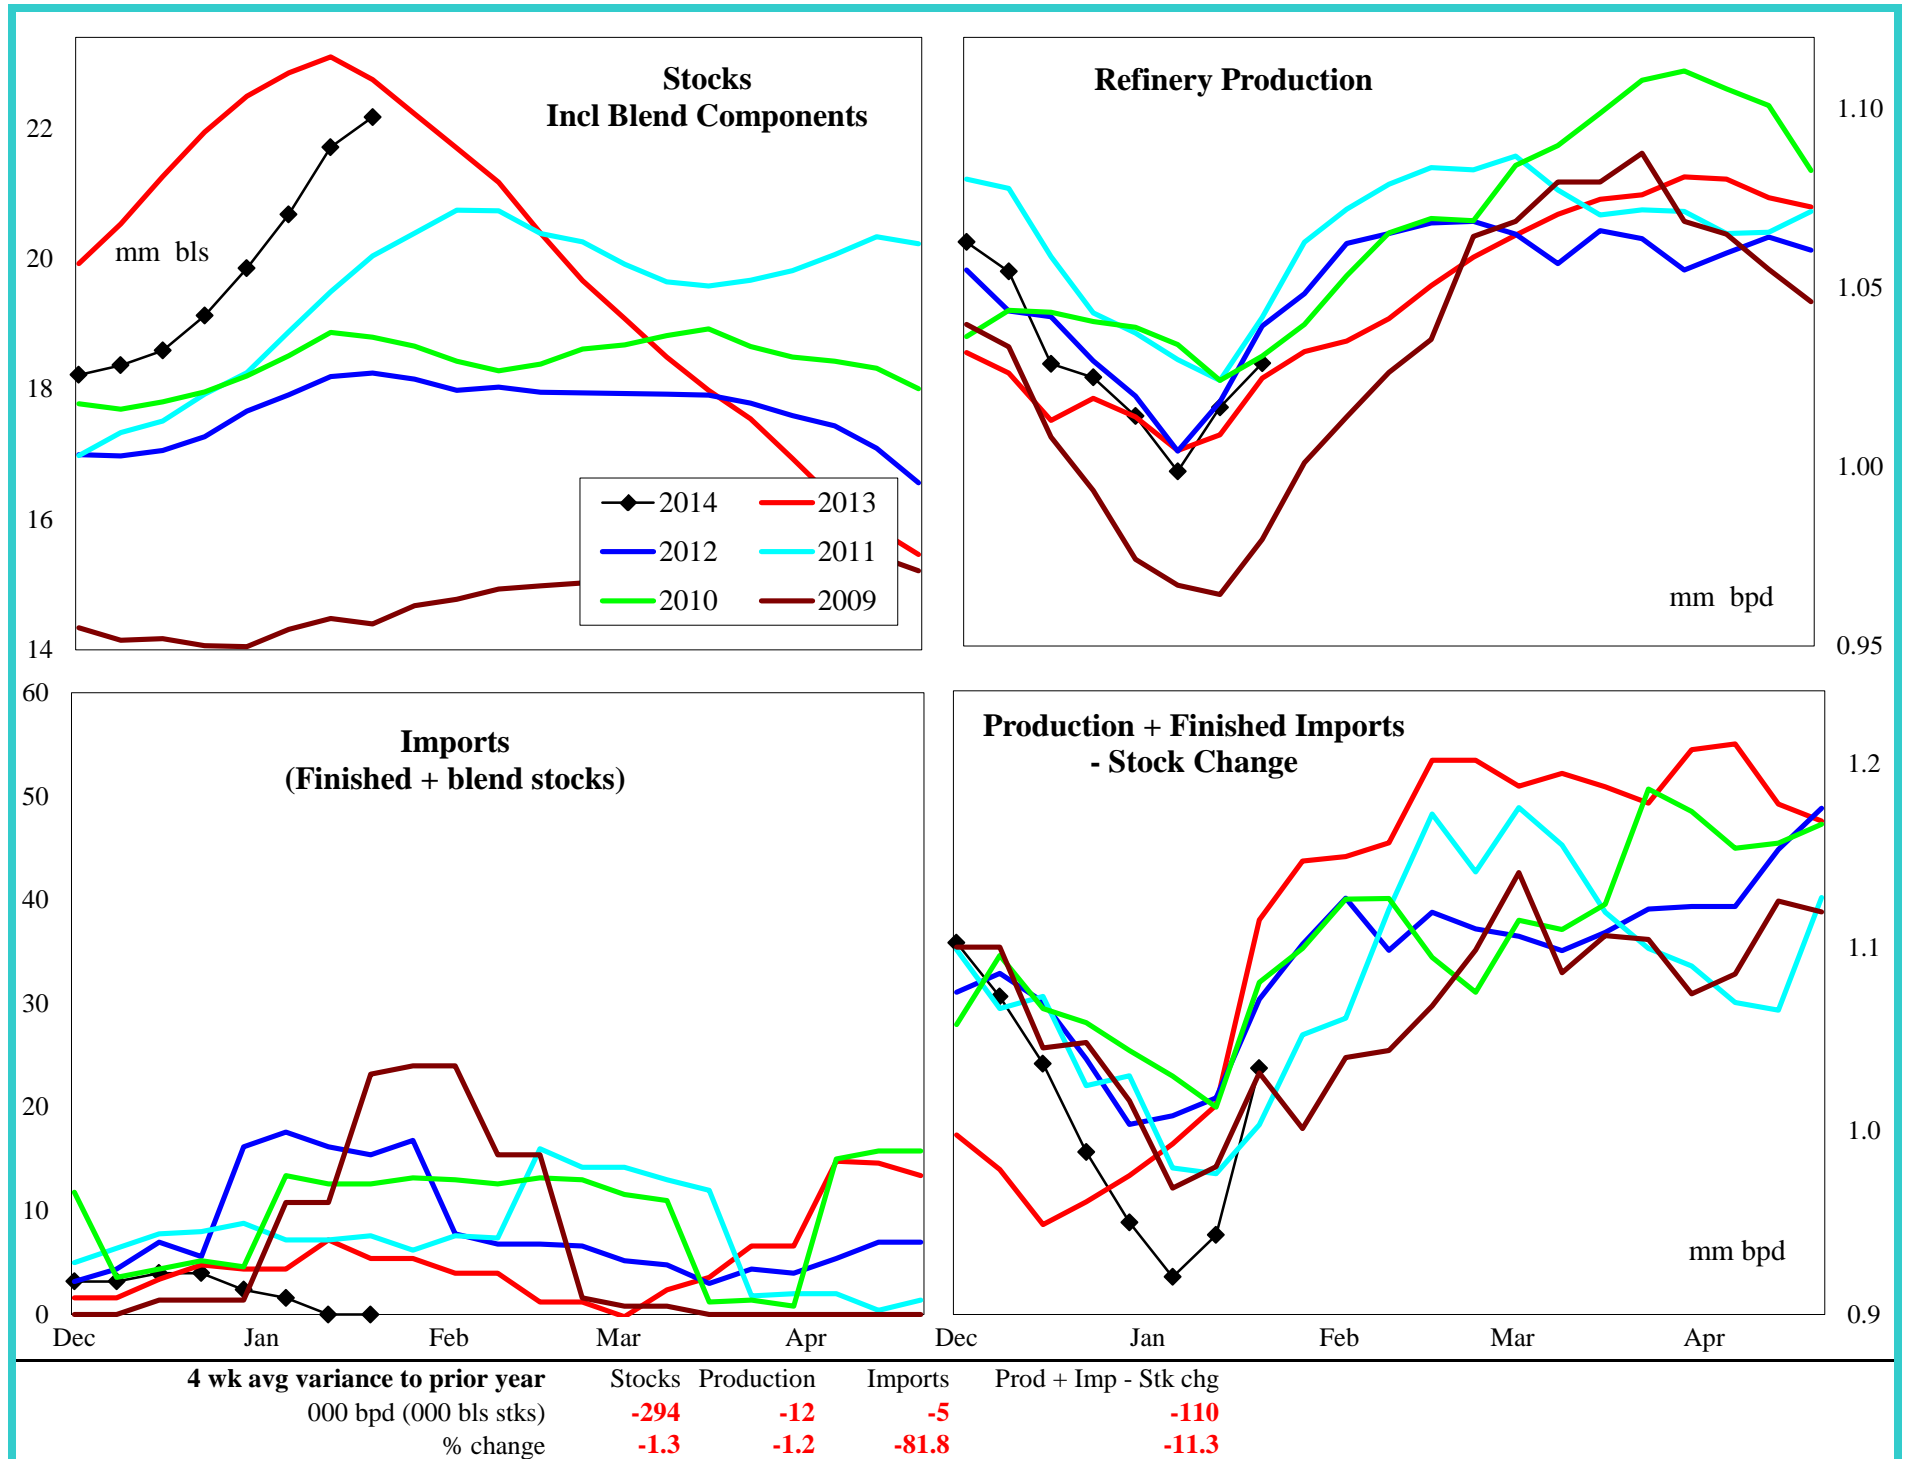 Stocks
Incl Blend Components
mm bls
22
20
18
16
14
2014
2013
2012
2011
2010
2009
Refinery Production
1.10
1.05
1.00
0.95
mm bpd
60
50
40
30
20
10
0
Imports
(Finished + blend stocks)
Dec Jan Feb Mar Apr
Production + Finished Imports
- Stock Change
1.2
1.1
1.0
0.9
mm bpd
Dec Jan Feb Mar Apr
4 wk avg variance to prior year Stocks Production Imports Prod + Imp - Stk chg
000 bpd (000 bls stks) -294 -12 -5 -110
% change -1.3 -1.2 -81.8 -11.3